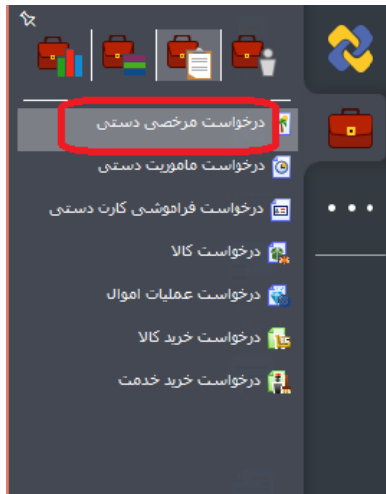 درخواست مرخصی دستی
درخواست ماموریت دستی
درخواست فراموشی کارت دستی
درخواست کالا
درخواست عملیات اموال
درخواست خرید کالا
درخواست خرید خدمت